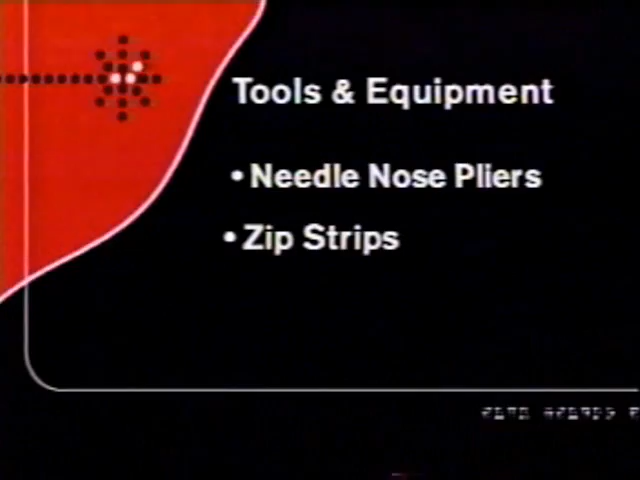 Tools & Equipment
• Needle Nose Pliers
• Zip Strips